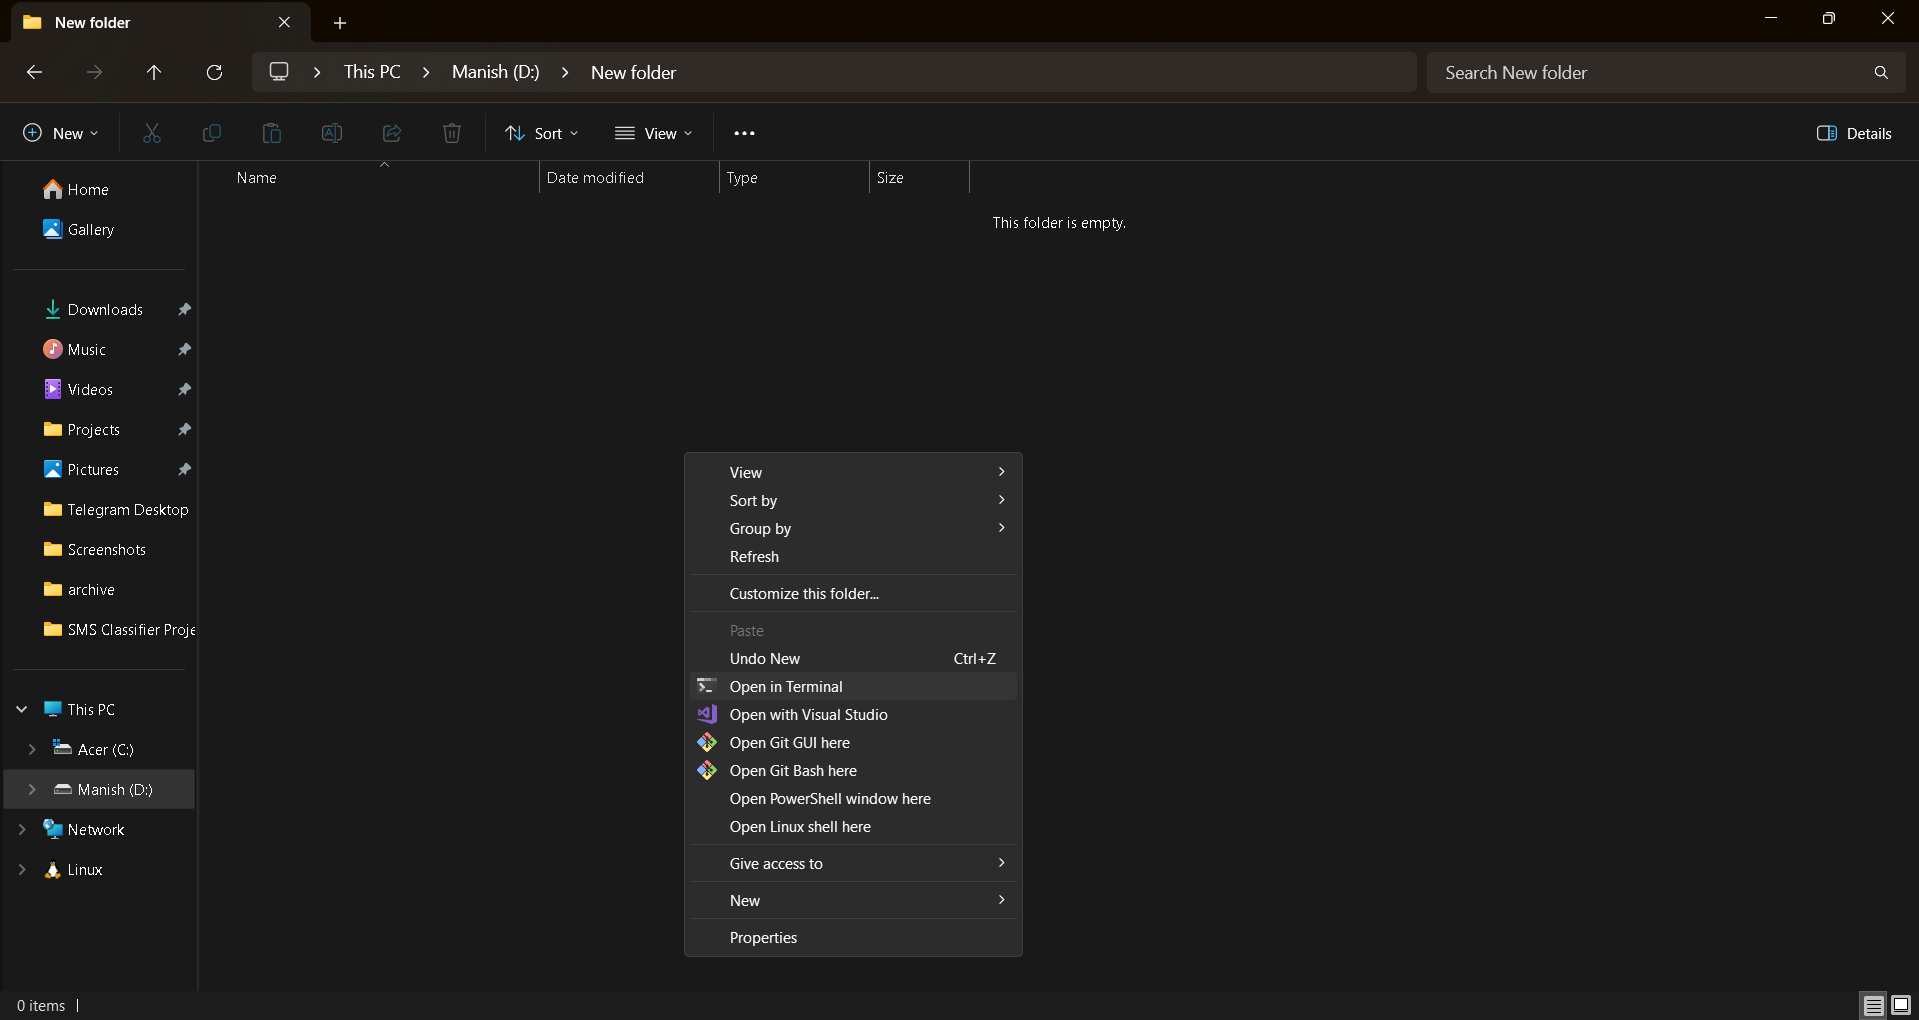 New folder
This PC > Manish (D:) > New folder
Search New folder
New
Sort
View
Details
Name
Date modified
Type
Size
This folder is empty.
Home
Gallery
Downloads
Music
Videos
Projects
Pictures
Telegram Desktop
Screenshots
archive
SMS Classifier Proje
This PC
Acer (C:)
Manish (D:)
Network
Linux
View
Sort by
Group by
Refresh
Customize this folder...
Paste
Undo New Ctrl+Z
Open in Terminal
Open with Visual Studio
Open Git GUI here
Open Git Bash here
Open PowerShell window here
Open Linux shell here
Give access to
New
Properties
0 items